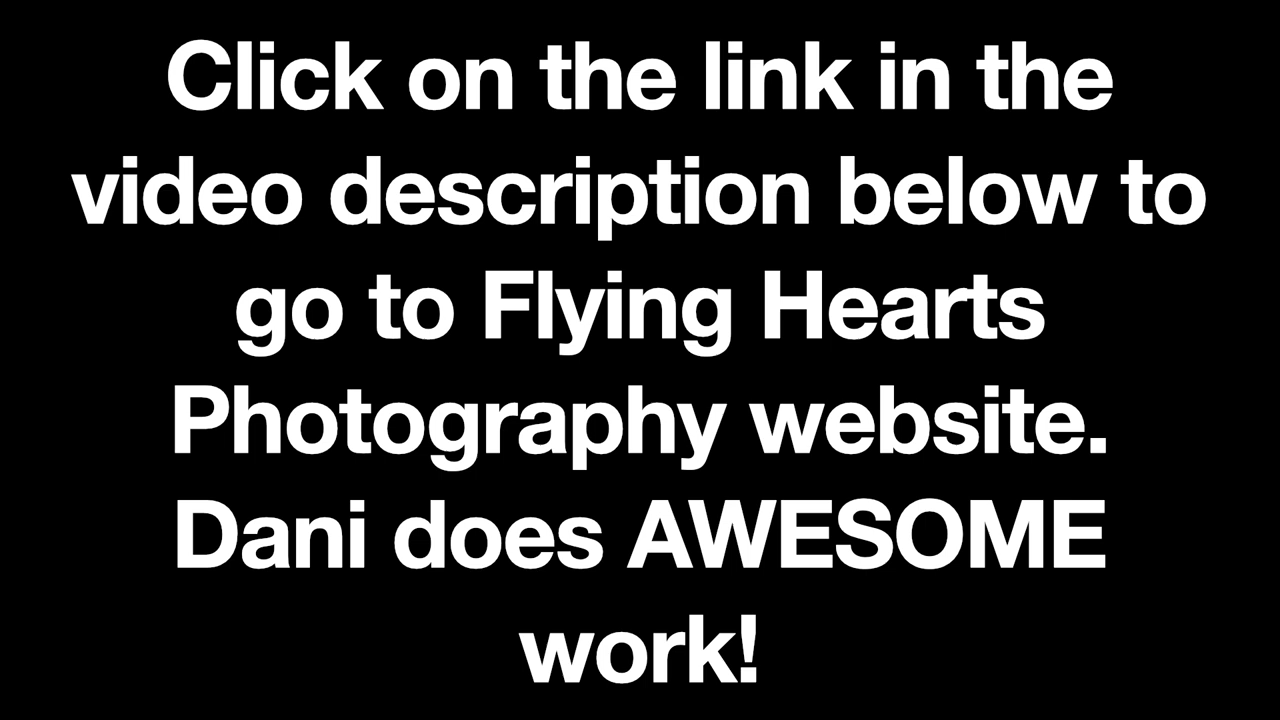 Click on the link in the
video description below to
go to Flying Hearts
Photography website.
Dani does AWESOME
work!